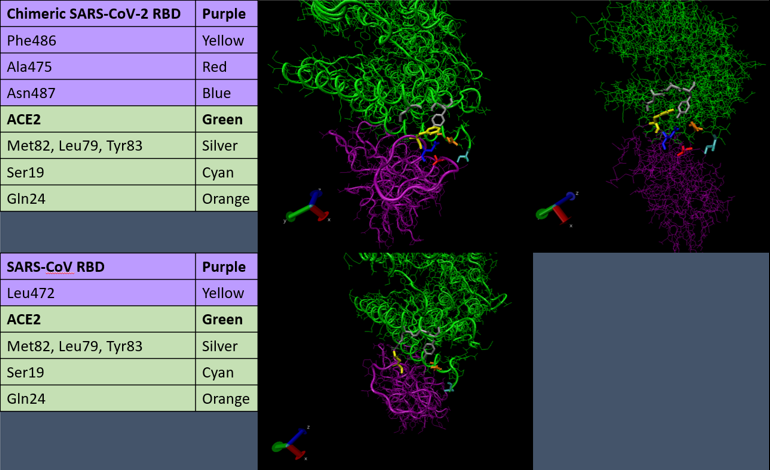 Chimeric SARS-CoV-2 RBD Purple
Phe486 Yellow
Ala475 Red
Asn487 Blue
ACE2 Green
Met82, Leu79, Tyr83 Silver
Ser19 Cyan
Gln24 Orange
SARS-CoV RBD Purple
Leu472 Yellow
ACE2 Green
Met82, Leu79, Tyr83 Silver
Ser19 Cyan
Gln24 Orange